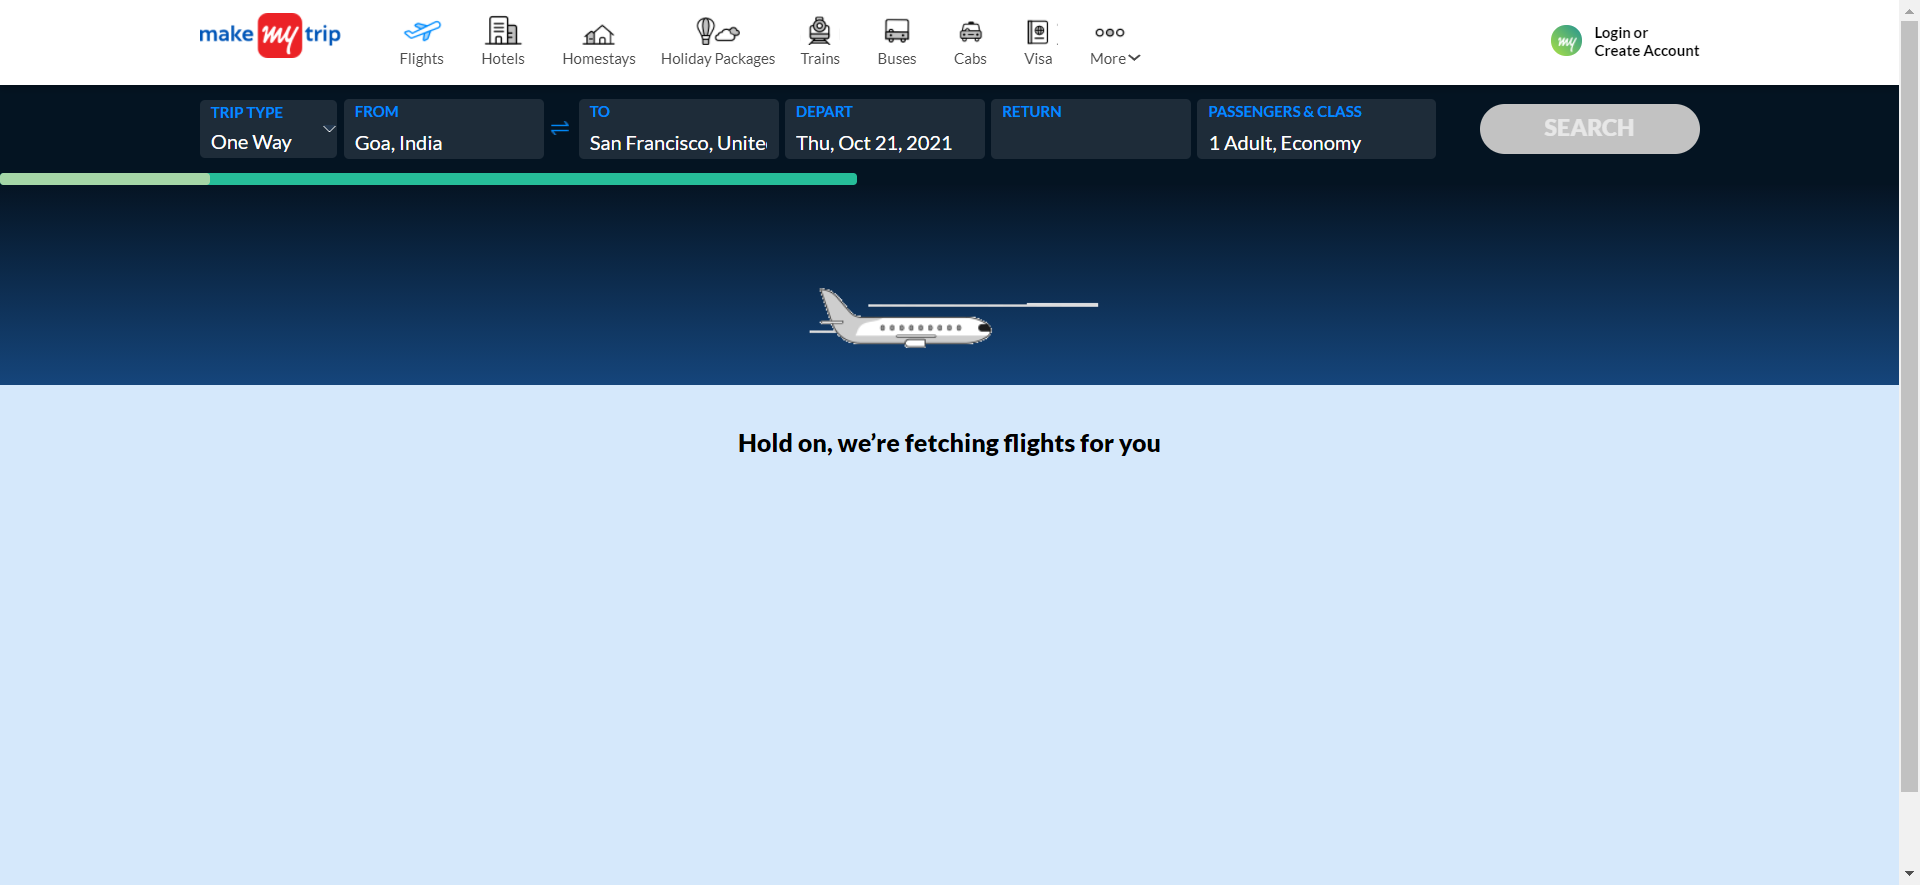 make my trip
Flights
Hotels
Homestays
Holiday Packages
Trains
Buses
Cabs
Visa
More
my
Login or
Create Account
TRIP TYPE
One Way
FROM
Goa, India
TO
San Francisco, Unite
DEPART
Thu, Oct 21, 2021
RETURN
PASSENGERS & CLASS
1 Adult, Economy
SEARCH
Hold on, we’re fetching flights for you